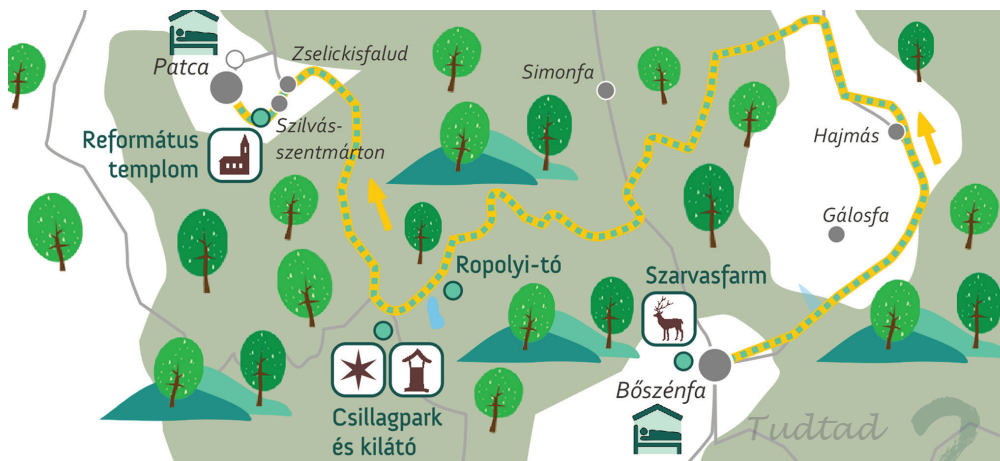 Patca
Zselickisfalud
Simonfa
Református
templom
Szilvás-
szentmárton
Hajmás
Gálosfa
Ropolyi-tó
Szarvasfarm
Bőszénfa
Csillagpark
és kilátó
Tudtad
?